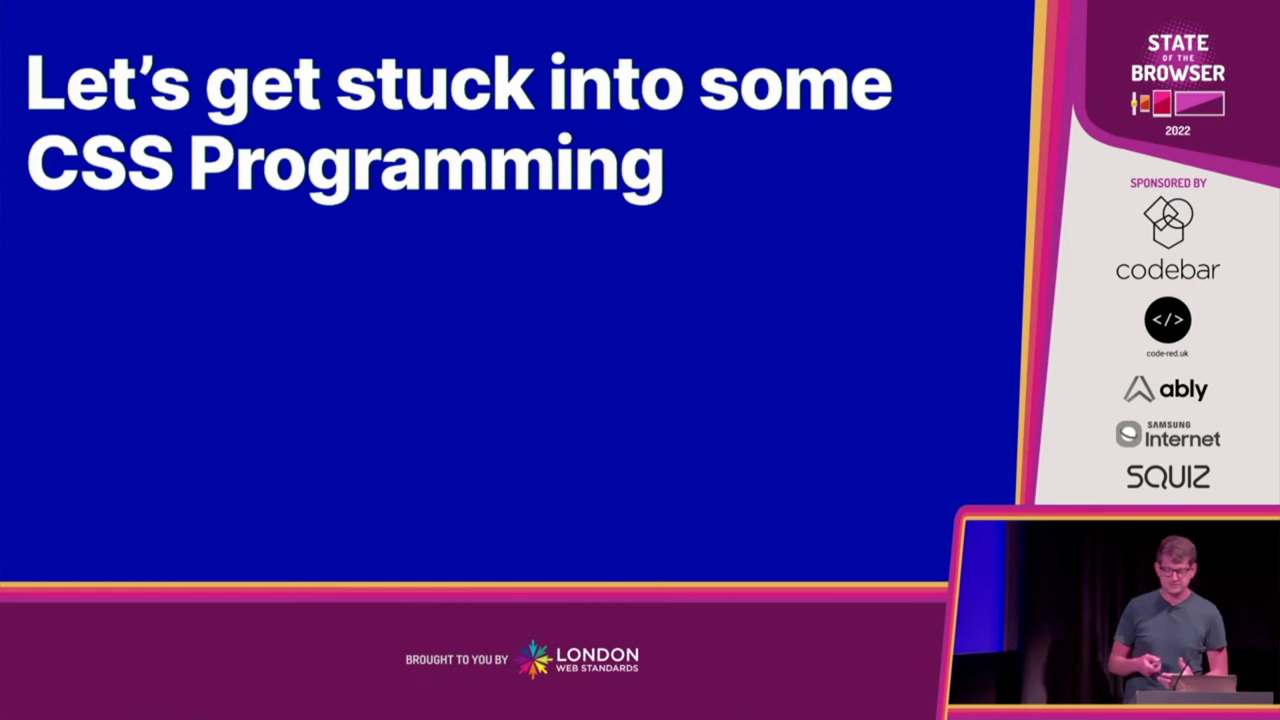 Let's get stuck into some
CSS Programming
STATE
OF THE
BROWSER
2022
SPONSORED BY
codebar
</>
code-red.uk
ably
SAMSUNG
Internet
SQUIZ
BROUGHT TO YOU BY
LONDON
WEB STANDARDS